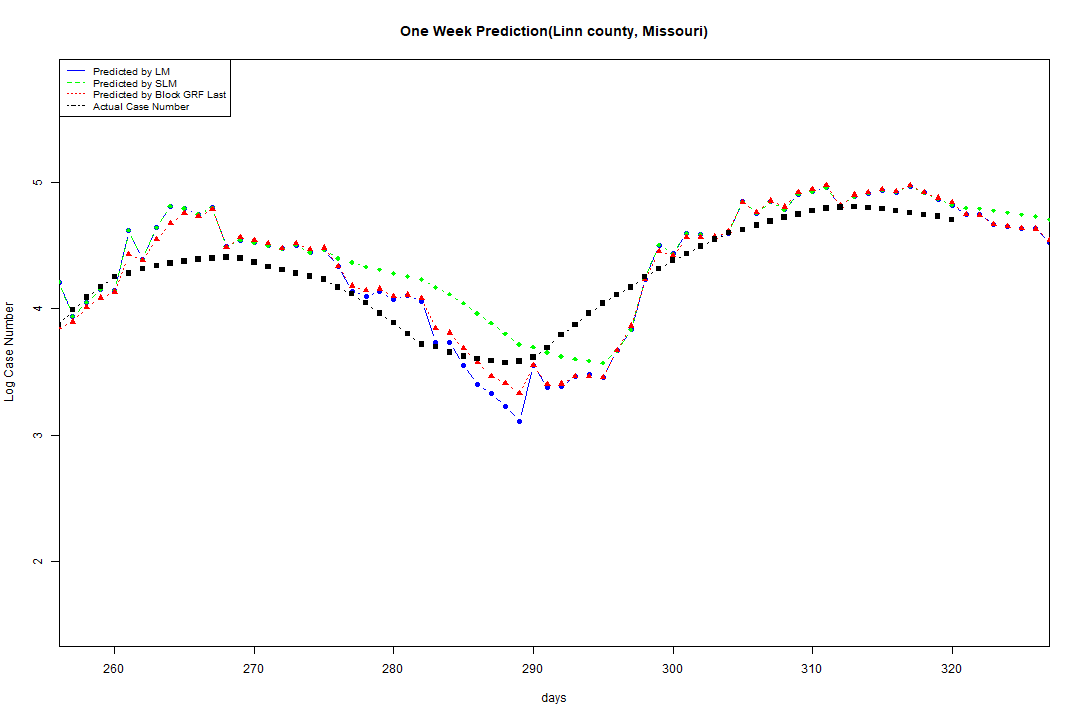 One Week Prediction(Linn county, Missouri)
Predicted by LM
Predicted by SLM
Predicted by Block GRF Last
Actual Case Number
5
4
3
2
Log Case Number
260 270 280 290 300 310 320
days